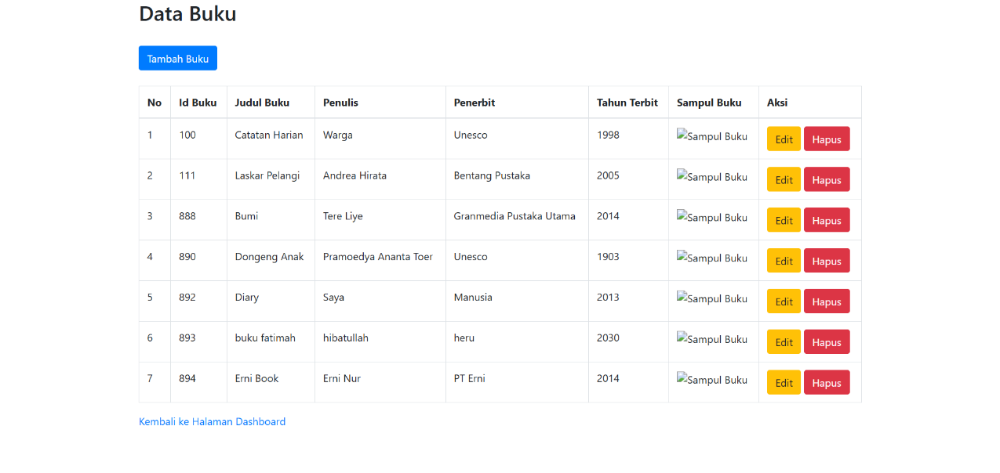 Data Buku
Tambah Buku
No Id Buku Judul Buku Penulis Penerbit Tahun Terbit Sampul Buku Aksi
1 100 Catatan Harian Warga Unesco 1998 Sampul Buku Edit Hapus
2 111 Laskar Pelangi Andrea Hirata Bentang Pustaka 2005 Sampul Buku Edit Hapus
3 888 Bumi Tere Liye Granmedia Pustaka Utama 2014 Sampul Buku Edit Hapus
4 890 Dongeng Anak Pramoedya Ananta Toer Unesco 1903 Sampul Buku Edit Hapus
5 892 Diary Saya Manusia 2013 Sampul Buku Edit Hapus
6 893 buku fatimah hibatullah heru 2030 Sampul Buku Edit Hapus
7 894 Erni Book Erni Nur PT Erni 2014 Sampul Buku Edit Hapus
Kembali ke Halaman Dashboard